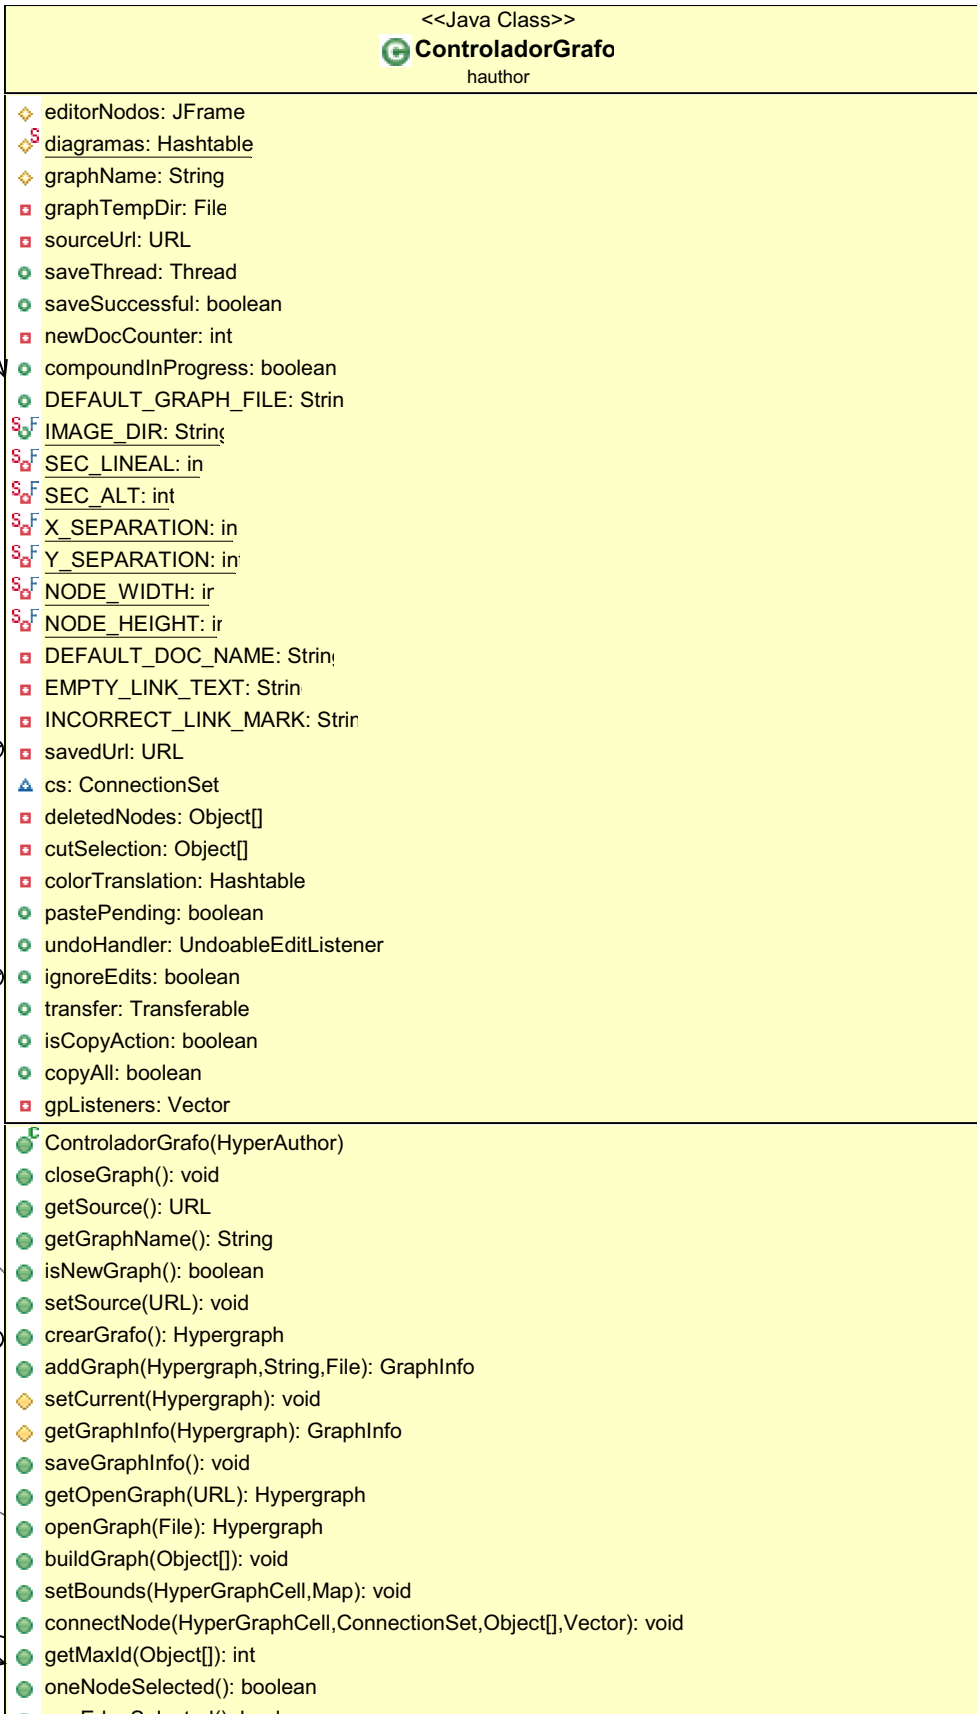 <<Java Class>>
ControladorGrafo
hauthor
editorNodos: JFrame
diagramas: Hashtable
graphName: String
graphTempDir: File
sourceUrl: URL
saveThread: Thread
saveSuccessful: boolean
newDocCounter: int
compoundInProgress: boolean
DEFAULT_GRAPH_FILE: Strin
IMAGE_DIR: String
SEC_LINEAL: in
SEC_ALT: int
X_SEPARATION: in
Y_SEPARATION: int
NODE_WIDTH: ir
NODE_HEIGHT: ir
DEFAULT_DOC_NAME: String
EMPTY_LINK_TEXT: Strin
INCORRECT_LINK_MARK: Strin
savedUrl: URL
cs: ConnectionSet
deletedNodes: Object[]
cutSelection: Object[]
colorTranslation: Hashtable
pastePending: boolean
undoHandler: UndoableEditListener
ignoreEdits: boolean
transfer: Transferable
isCopyAction: boolean
copyAll: boolean
gpListeners: Vector
ControladorGrafo(HyperAuthor)
closeGraph(): void
getSource(): URL
getGraphName(): String
isNewGraph(): boolean
setSource(URL): void
crearGrafo(): Hypergraph
addGraph(Hypergraph,String,File): GraphInfo
setCurrent(Hypergraph): void
getGraphInfo(Hypergraph): GraphInfo
saveGraphInfo(): void
getOpenGraph(URL): Hypergraph
openGraph(File): Hypergraph
buildGraph(Object[]): void
setBounds(HyperGraphCell,Map): void
connectNode(HyperGraphCell,ConnectionSet,Object[],Vector): void
getMaxId(Object[]): int
oneNodeSelected(): boolean